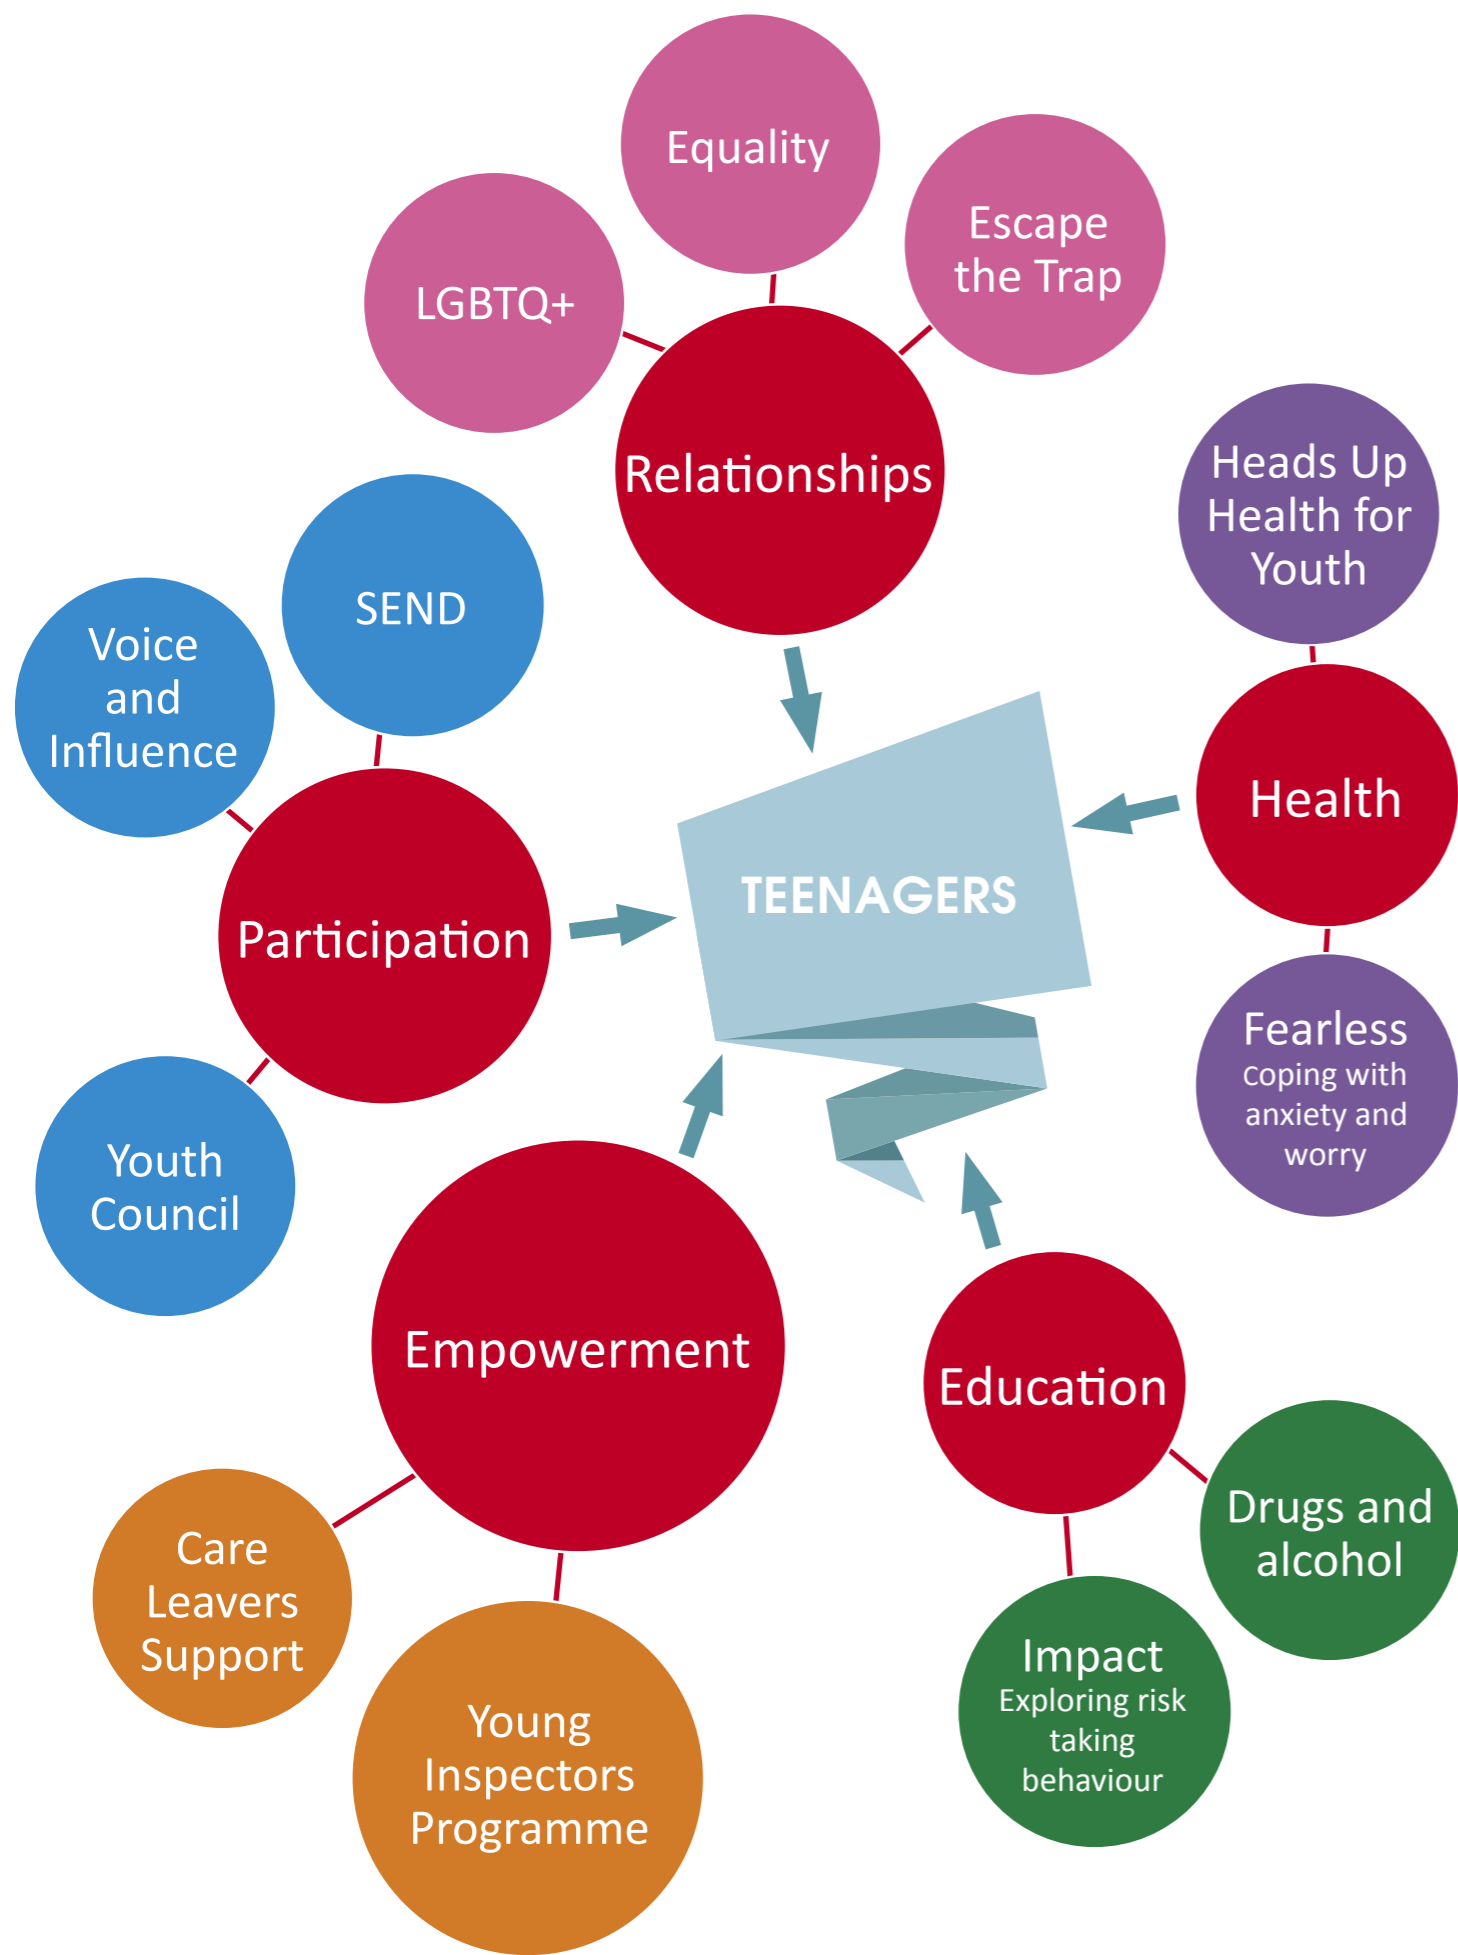 Equality
Escape
the Trap
LGBTQ+
Relationships
Heads Up
Health for
Youth
SEND
Voice
and
Influence
Health
TEENAGERS
Participation
Fearless
Coping with
anxiety and
worry
Youth
Council
Empowerment
Education
Drugs and
alcohol
Care
Leavers
Support
Impact
Exploring risk
taking
behaviour
Young
Inspectors
Programme